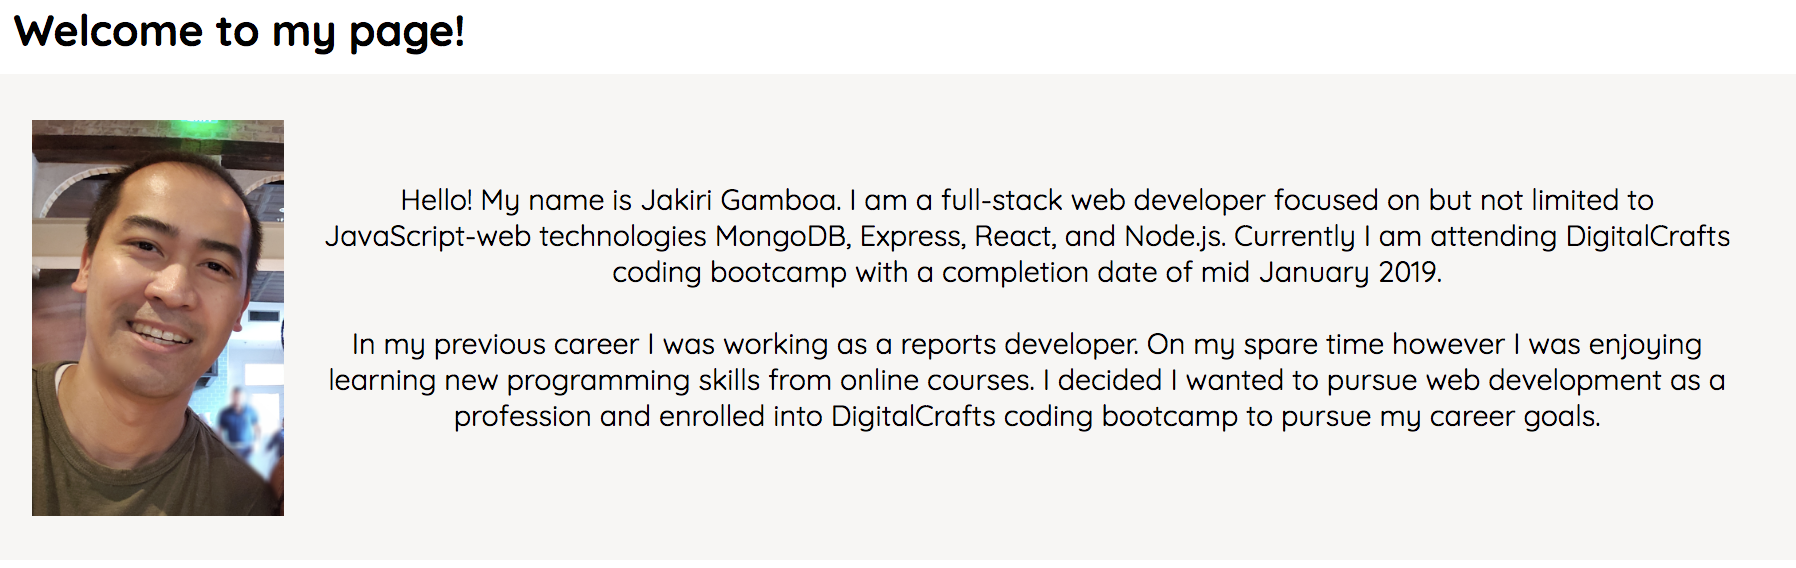 Welcome to my page!
Hello! My name is Jakiri Gamboa. I am a full-stack web developer focused on but not limited to
JavaScript-web technologies MongoDB, Express, React, and Node.js. Currently I am attending DigitalCrafts
coding bootcamp with a completion date of mid January 2019.
In my previous career I was working as a reports developer. On my spare time however I was enjoying
learning new programming skills from online courses. I decided I wanted to pursue web development as a
profession and enrolled into DigitalCrafts coding bootcamp to pursue my career goals.